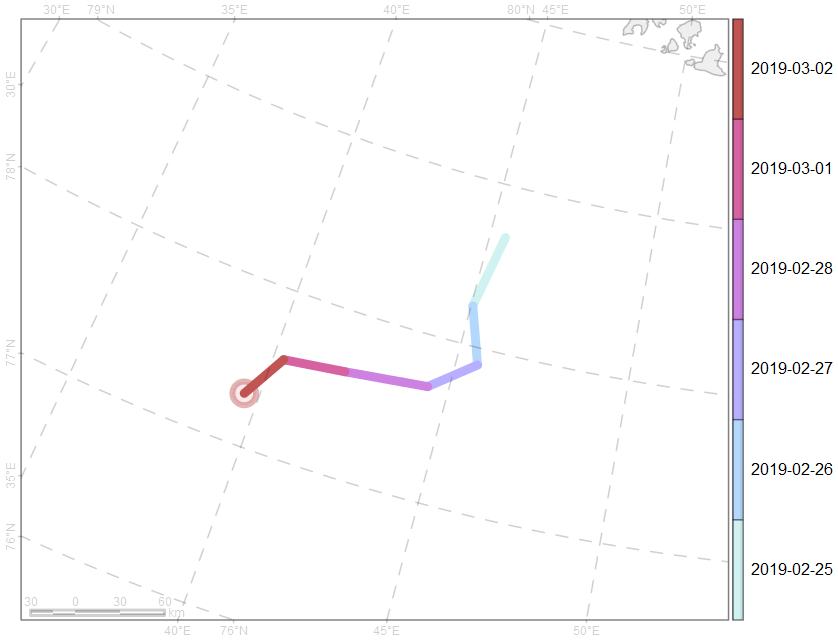 30°E 79°N 35°E 40°E 80°N 45°E 50°E
30°E
78°N
77°N
35°E
76°N
2019-03-02
2019-03-01
2019-02-28
2019-02-27
2019-02-26
2019-02-25
30 0 30 60
km
40°E 76°N 45°E 50°E